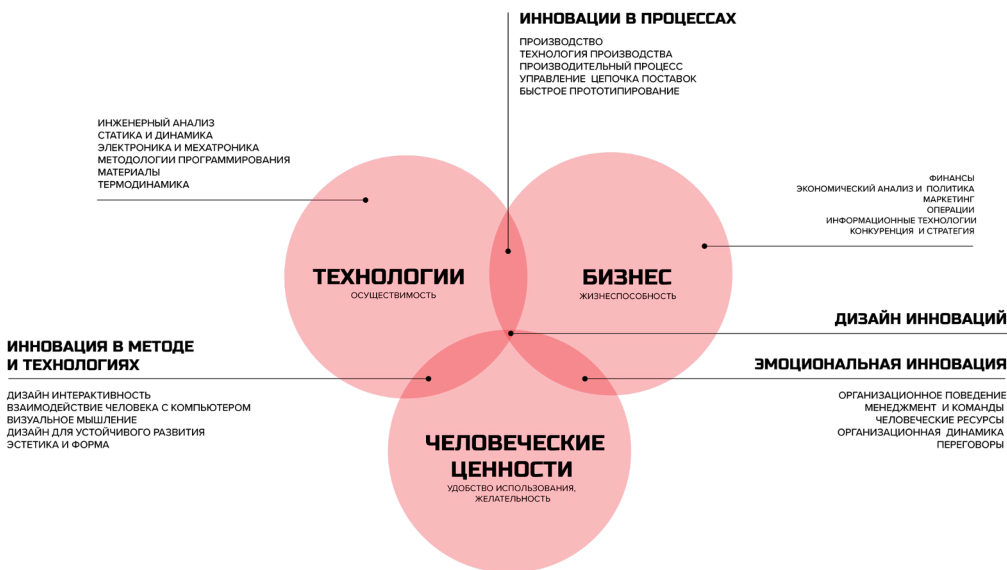 ИННОВАЦИИ В ПРОЦЕССАХ
ПРОИЗВОДСТВО
ТЕХНОЛОГИЯ ПРОИЗВОДСТВА
ПРОИЗВОДИТЕЛЬНЫЙ ПРОЦЕСС
УПРАВЛЕНИЕ ЦЕПОЧКА ПОСТАВОК
БЫСТРОЕ ПРОТОТИПИРОВАНИЕ
ИНЖЕНЕРНЫЙ АНАЛИЗ
СТАТИКА И ДИНАМИКА
ЭЛЕКТРОНИКА И МЕХАТРОНИКА
МЕТОДОЛОГИИ ПРОГРАММИРОВАНИЯ
МАТЕРИАЛЫ
ТЕРМОДИНАМИКА
ФИНАНСЫ
ЭКОНОМИЧЕСКИЙ АНАЛИЗ И ПОЛИТИКА
МАРКЕТИНГ
ОПЕРАЦИИ
ИНФОРМАЦИОННЫЕ ТЕХНОЛОГИИ
КОНКУРЕНЦИЯ И СТРАТЕГИЯ
ТЕХНОЛОГИИ
ОСУЩЕСТВИМОСТЬ
БИЗНЕС
ЖИЗНЕСПОСОБНОСТЬ
ДИЗАЙН ИННОВАЦИЙ
ИННОВАЦИЯ В МЕТОДЕ
И ТЕХНОЛОГИЯХ
ДИЗАЙН ИНТЕРАКТИВНОСТЬ
ВЗАИМОДЕЙСТВИЕ ЧЕЛОВЕКА С КОМПЬЮТЕРОМ
ВИЗУАЛЬНОЕ МЫШЛЕНИЕ
ДИЗАЙН ДЛЯ УСТОЙЧИВОГО РАЗВИТИЯ
ЭСТЕТИКА И ФОРМА
ЭМОЦИОНАЛЬНАЯ ИННОВАЦИЯ
ОРГАНИЗАЦИОННОЕ ПОВЕДЕНИЕ
МЕНЕДЖМЕНТ И КОМАНДЫ
ЧЕЛОВЕЧЕСКИЕ РЕСУРСЫ
ОРГАНИЗАЦИОННАЯ ДИНАМИКА
ПЕРЕГОВОРЫ
ЧЕЛОВЕЧЕСКИЕ
ЦЕННОСТИ
УДОБСТВО ИСПОЛЬЗОВАНИЯ,
ЖЕЛАТЕЛЬНОСТЬ